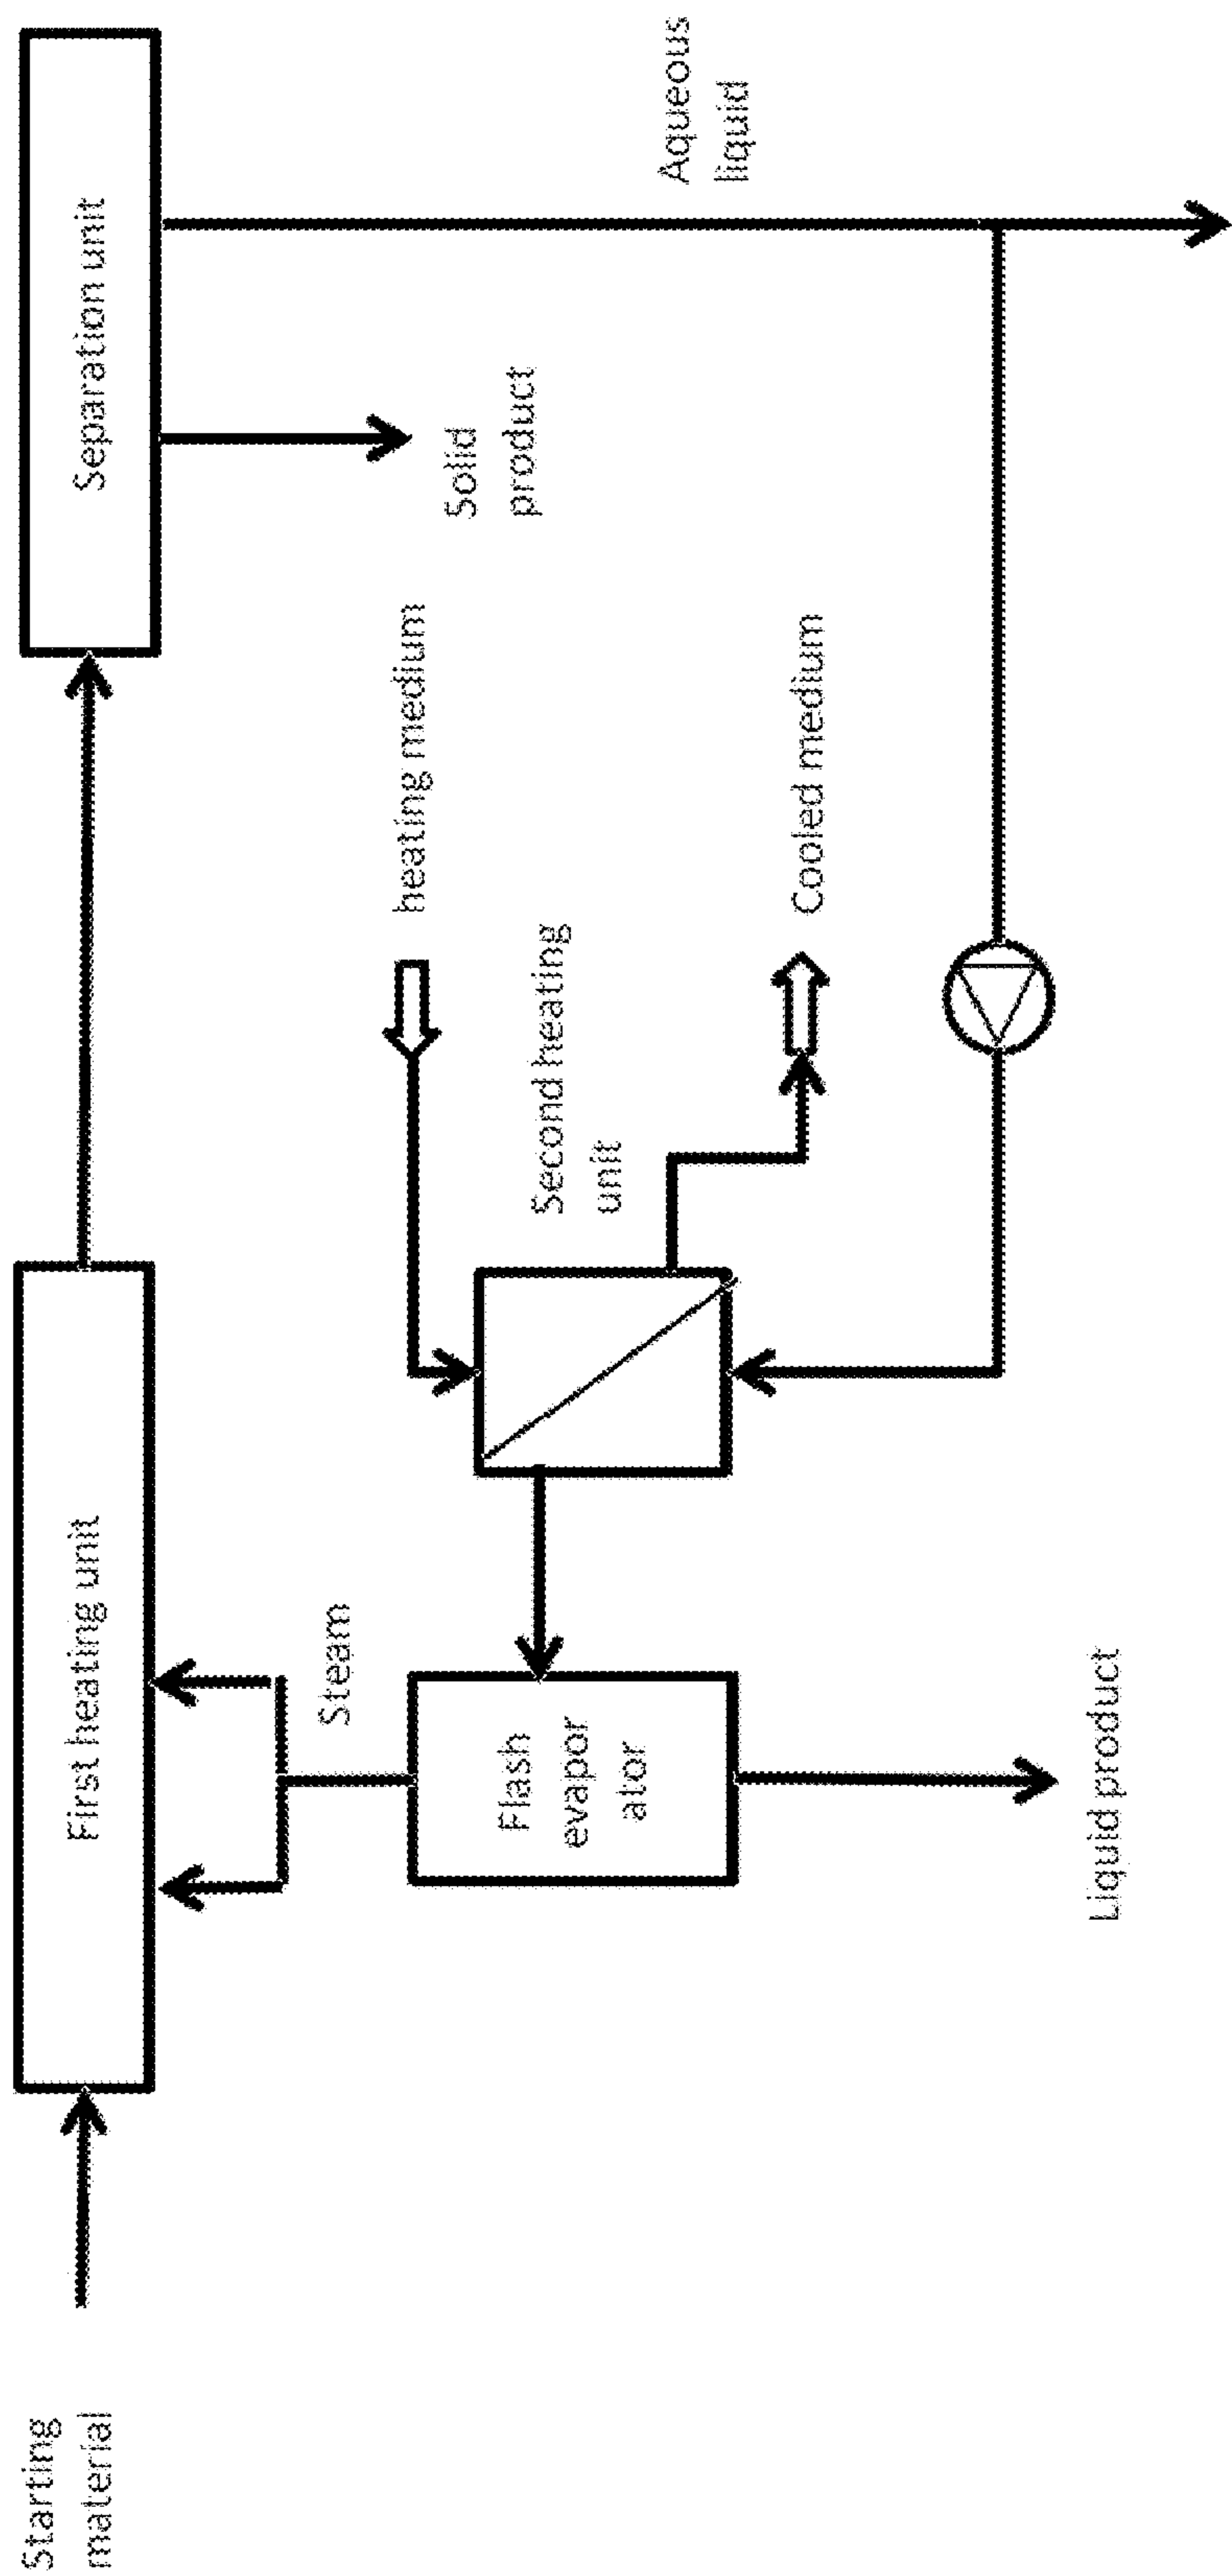 Starting
material
First heating unit
Separation unit
Steam
heating medium
Solid
product
Flash
evapor
ator
Second heating
unit
Cooled medium
Aqueous
liquid
Liquid product